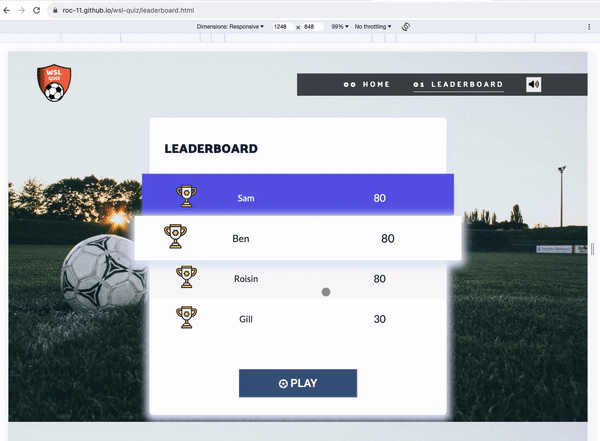 roc-11.github.io/wsl-quiz/leaderboard.html
Dimensions: Responsive ▾ 1248 × 848 99% ▾ No throttling ▾
WSL
QUIZ
00 HOME 01 LEADERBOARD
LEADERBOARD
Sam 80
Ben 80
Roisin 80
Gill 30
PLAY